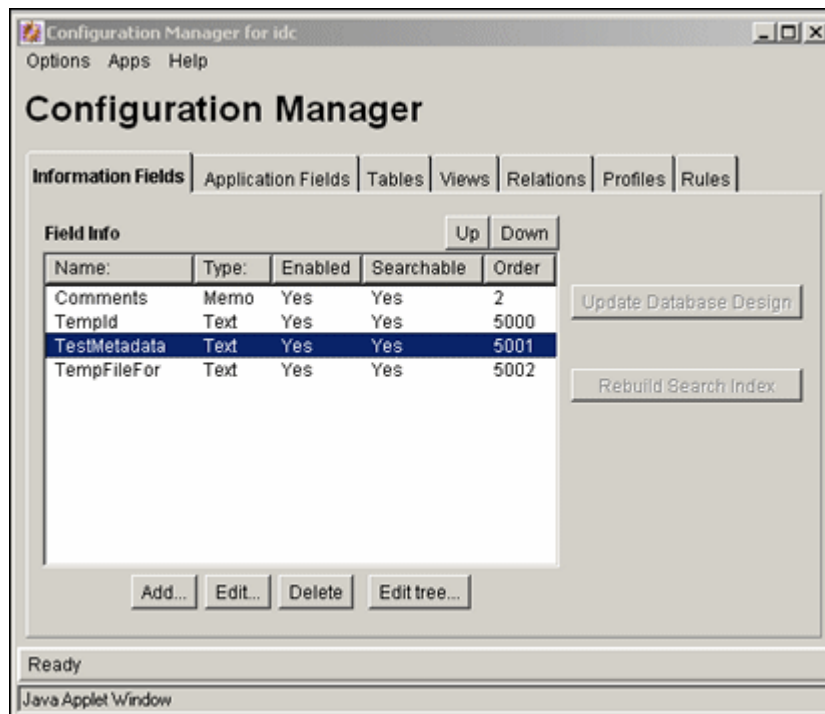 Configuration Manager for idc
Options Apps Help
Configuration Manager
Information Fields Application Fields Tables Views Relations Profiles Rules
Field Info Up Down
Name: Type: Enabled Searchable Order
Comments Memo Yes Yes 2
TempId Text Yes Yes 5000
TestMetadata Text Yes Yes 5001
TempFileFor Text Yes Yes 5002
Update Database Design
Rebuild Search Index
Add... Edit... Delete Edit tree...
Ready
Java Applet Window